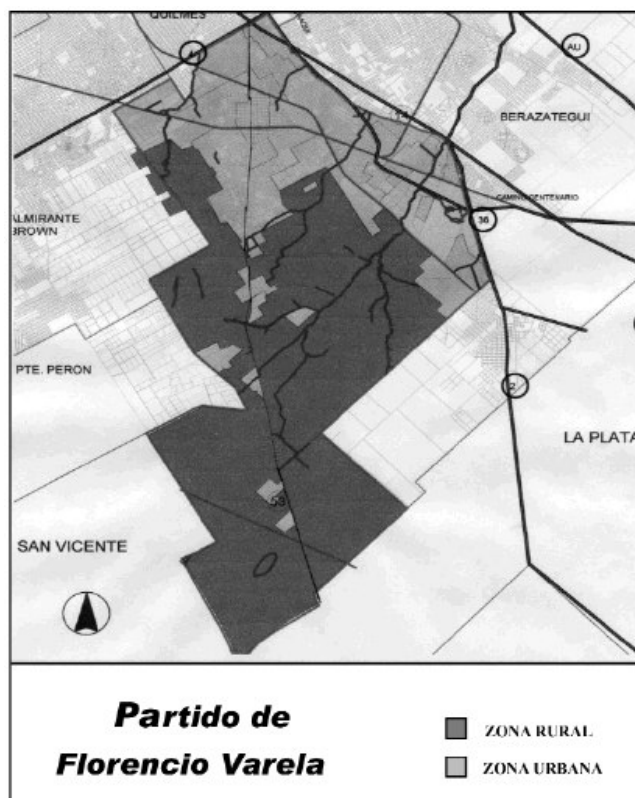 QUILMES
AU
14
BERAZATEGUI
CAMINO CENTENARIO
36
ALMIRANTE
BROWN
PTE. PERON
2
LA PLATA
53
SAN VICENTE
Partido de
Florencio Varela
ZONA RURAL
ZONA URBANA